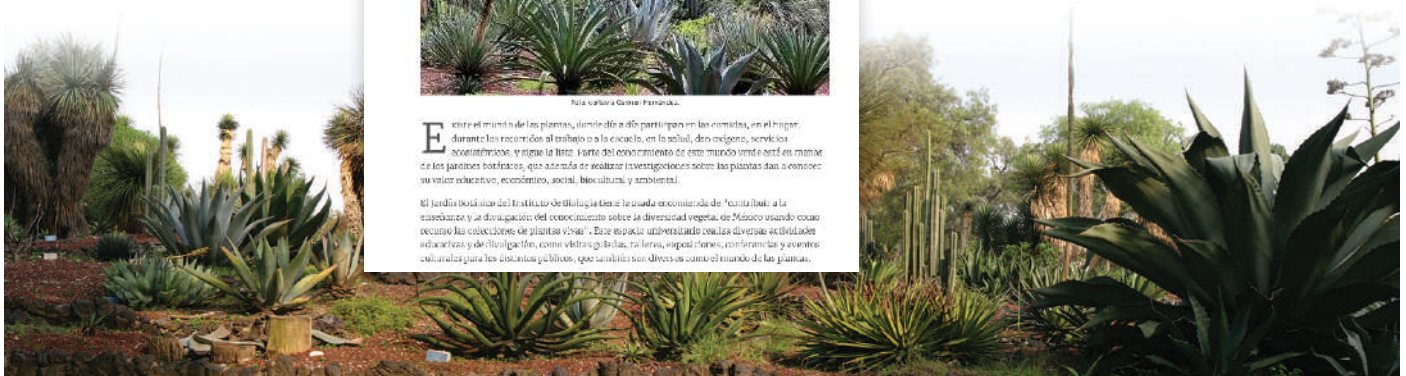 Foto: Carmen Hernández.
Existe el mundo de las plantas, donde día a día participan en las comidas, en el hogar,
durante los recorridos al trabajo o a la escuela, en la salud, dan oxígeno, servicios
ecosistémicos, y sigue la lista. Parte del conocimiento de este mundo verde está en manos
de los jardines botánicos, que además de realizar investigaciones sobre las plantas dan a conocer
su valor educativo, económico, social, biocultural y ambiental.
El Jardín Botánico del Instituto de Biología tiene la osada encomienda de "contribuir a la
enseñanza y la divulgación del conocimiento sobre la diversidad vegetal de México usando como
recurso las colecciones de plantas vivas". Este espacio universitario realiza diversas actividades
educativas y de divulgación, como visitas guiadas, talleres, exposiciones, conferencias y eventos
culturales para los distintos públicos, que también son diversos como el mundo de las plantas.